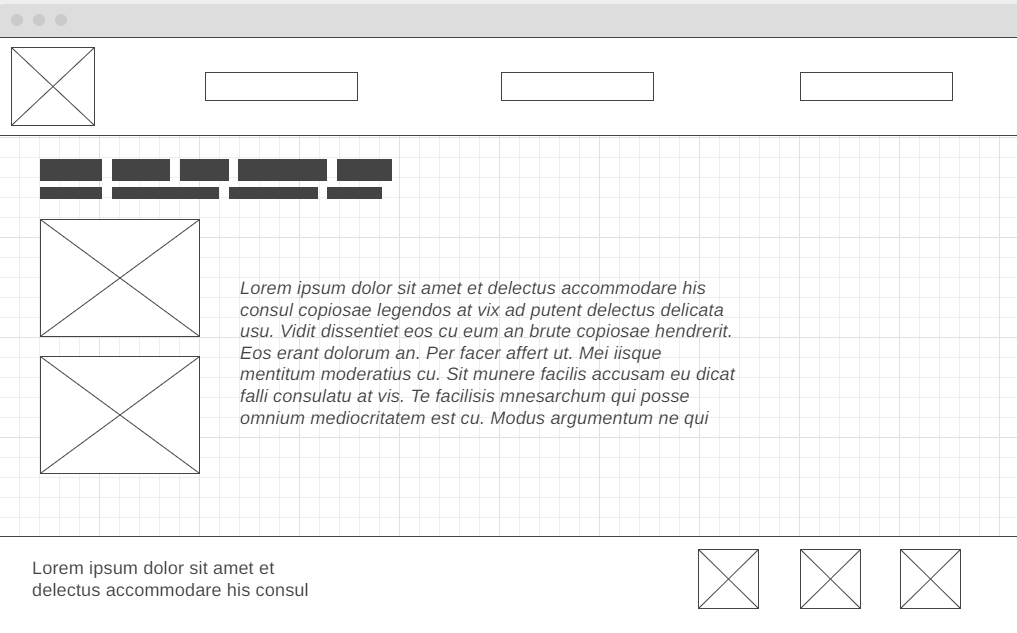 Lorem ipsum dolor sit amet et delectus accommodare his
consul copiosae legendos at vix ad putent delectus delicata
usu. Vidit dissentiet eos cu eum an brute copiosae hendrerit.
Eos erant dolorum an. Per facer affert ut. Mei iisque
mentitum moderatius cu. Sit munere facilis accusam eu dicat
falli consulatu at vis. Te facilisis mnesarchum qui posse
omnium mediocritatem est cu. Modus argumentum ne qui
Lorem ipsum dolor sit amet et
delectus accommodare his consul